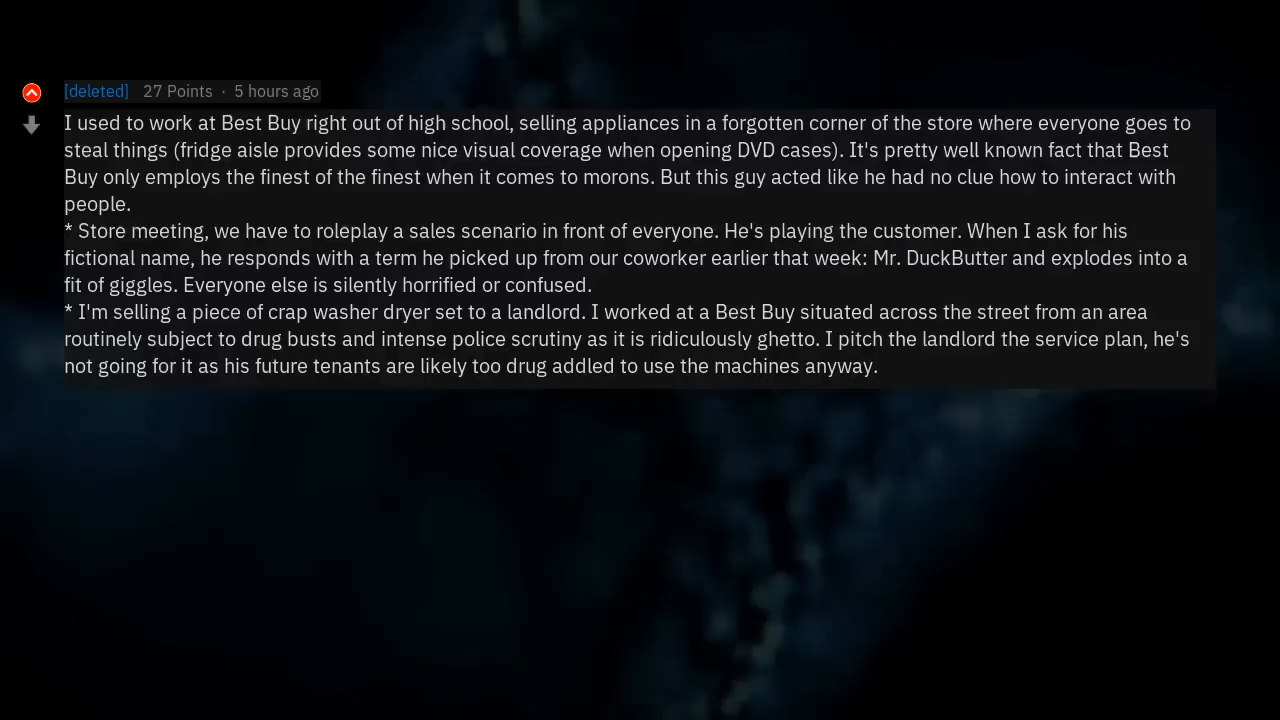 [deleted] 27 Points · 5 hours ago
I used to work at Best Buy right out of high school, selling appliances in a forgotten corner of the store where everyone goes to
steal things (fridge aisle provides some nice visual coverage when opening DVD cases). It's pretty well known fact that Best
Buy only employs the finest of the finest when it comes to morons. But this guy acted like he had no clue how to interact with
people.
* Store meeting, we have to roleplay a sales scenario in front of everyone. He's playing the customer. When I ask for his
fictional name, he responds with a term he picked up from our coworker earlier that week: Mr. DuckButter and explodes into a
fit of giggles. Everyone else is silently horrified or confused.
* I'm selling a piece of crap washer dryer set to a landlord. I worked at a Best Buy situated across the street from an area
routinely subject to drug busts and intense police scrutiny as it is ridiculously ghetto. I pitch the landlord the service plan, he's
not going for it as his future tenants are likely too drug addled to use the machines anyway.